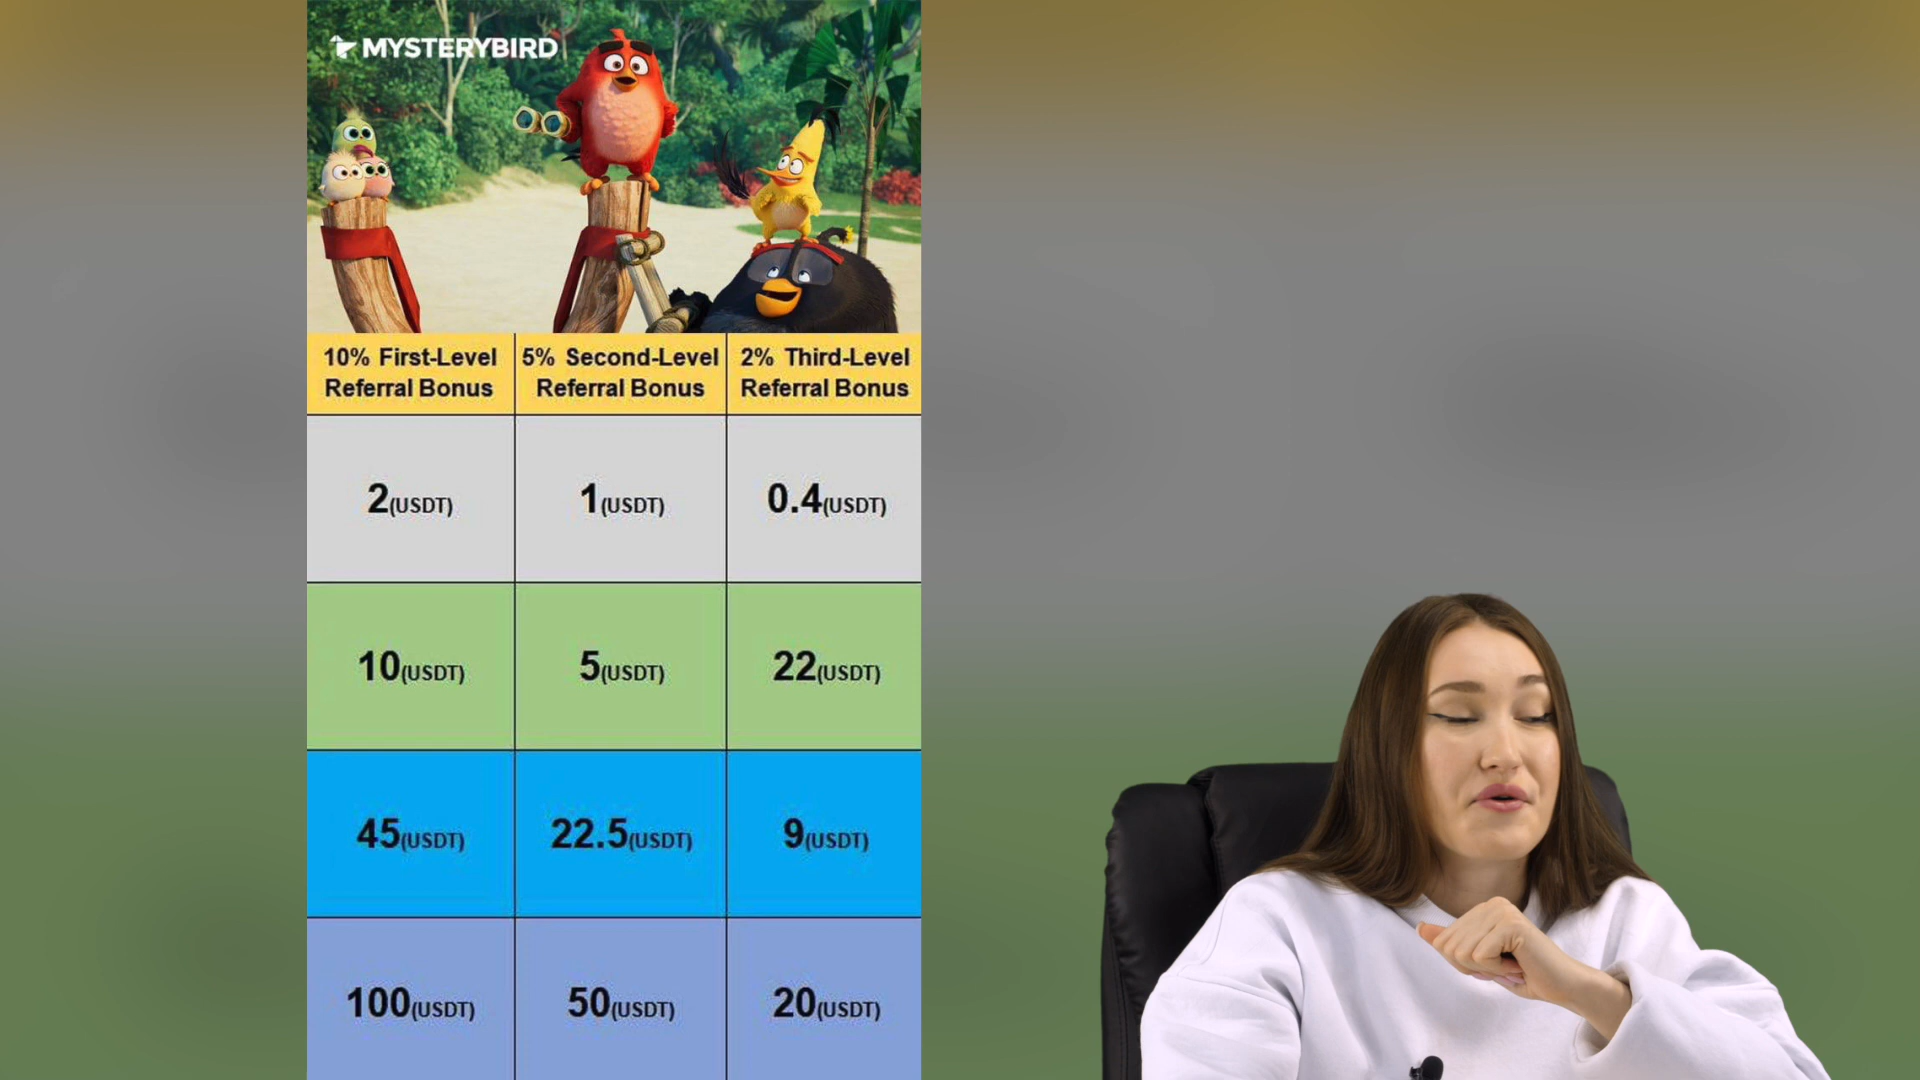 MYSTERYBIRD
10% First-Level Referral Bonus
5% Second-Level Referral Bonus
2% Third-Level Referral Bonus
2(USDT)
1(USDT)
0.4(USDT)
10(USDT)
5(USDT)
22(USDT)
45(USDT)
22.5(USDT)
9(USDT)
100(USDT)
50(USDT)
20(USDT)